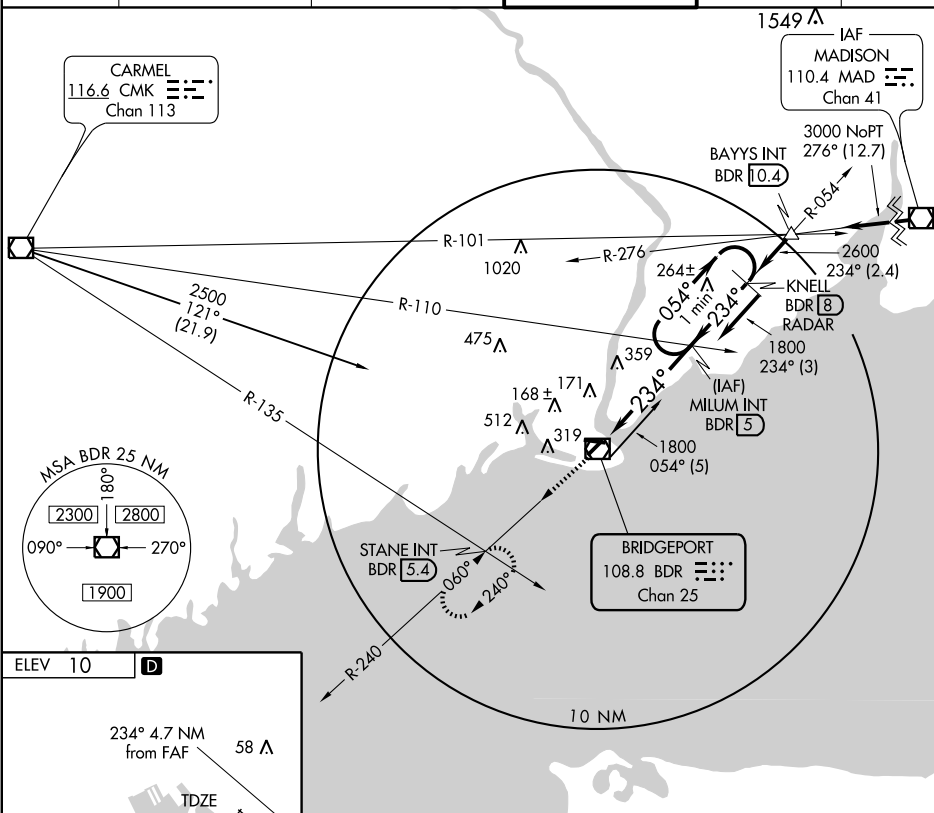 1549
IAF
MADISON
110.4 MAD
Chan 41
CARMEL
116.6 CMK
Chan 113
3000 NoPT
276° (12.7)
BAYYS INT
BDR 10.4
R-054
R-101
1020
R-276
2600
234° (2.4)
264±
054°
1 min
234°
KNELL
BDR 8
RADAR
2500
121°
(21.9)
R-110
475
359
1800
234° (3)
234°
(IAF)
MILUM INT
BDR 5
168 ±
171
512
319
R-135
1800
054° (5)
MSA BDR 25 NM
180°
2300
2800
090°
270°
1900
STANE INT
BDR 5.4
060°
240°
BRIDGEPORT
108.8 BDR
Chan 25
R-240
10 NM
ELEV 10
D
234° 4.7 NM
from FAF
58
TDZE